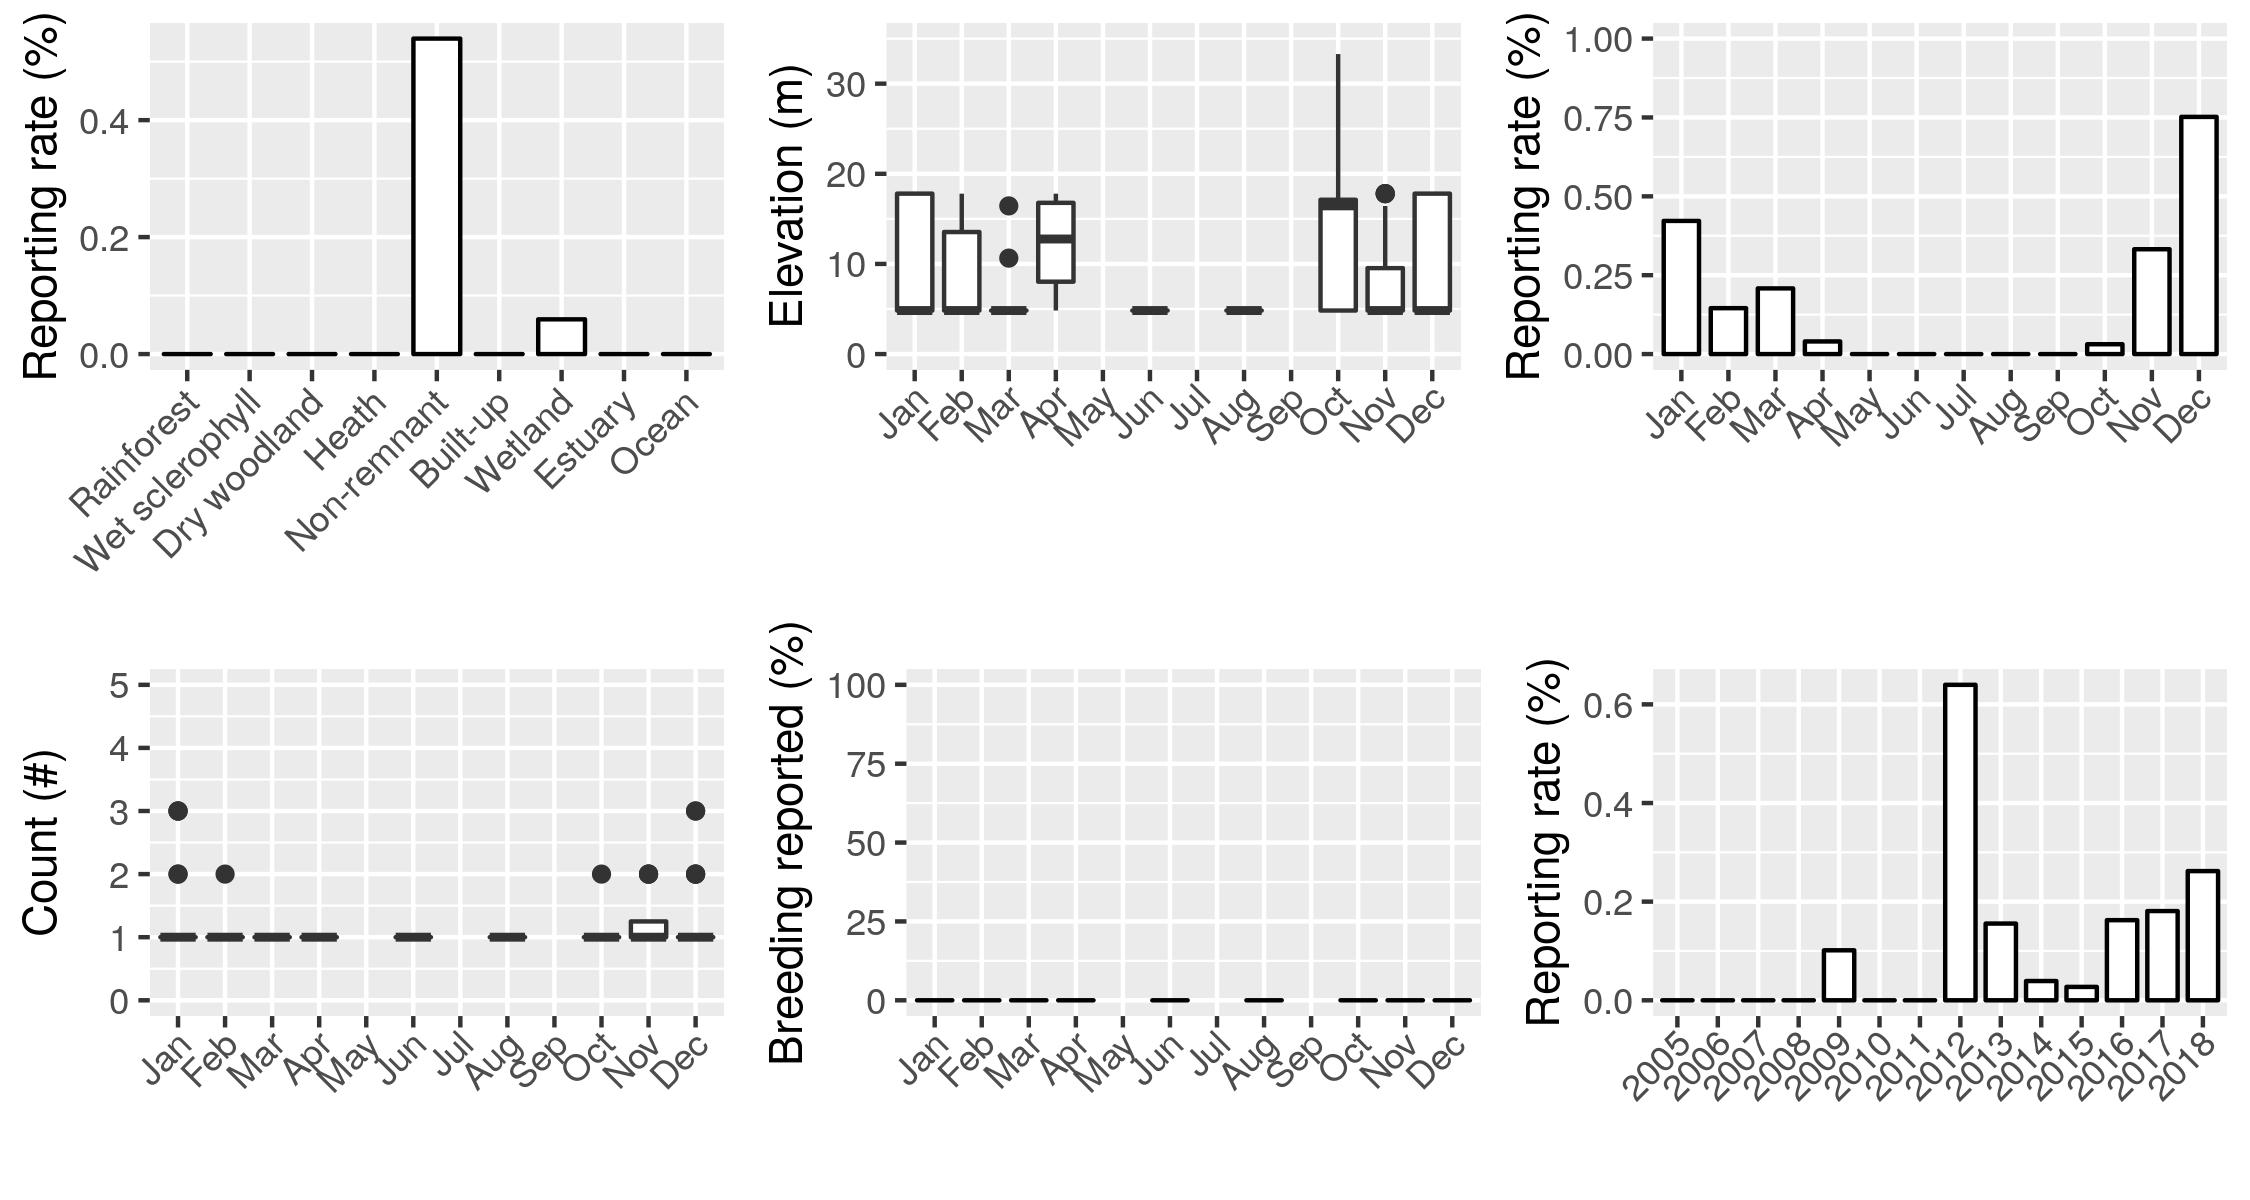 Reporting rate (%)
0.4
0.2
0.0
Rainforest
Wet sclerophyll
Dry woodland
Heath
Non-remnant
Built-up
Wetland
Estuary
Ocean
Elevation (m)
30
20
10
0
Jan
Feb
Mar
Apr
May
Jun
Jul
Aug
Sep
Oct
Nov
Dec
Reporting rate (%)
1.00
0.75
0.50
0.25
0.00
Jan
Feb
Mar
Apr
May
Jun
Jul
Aug
Sep
Oct
Nov
Dec
Count (#)
5
4
3
2
1
0
Jan
Feb
Mar
Apr
May
Jun
Jul
Aug
Sep
Oct
Nov
Dec
Breeding reported (%)
100
75
50
25
0
Jan
Feb
Mar
Apr
May
Jun
Jul
Aug
Sep
Oct
Nov
Dec
Reporting rate (%)
0.6
0.4
0.2
0.0
2005
2006
2007
2008
2009
2010
2011
2012
2013
2014
2015
2016
2017
2018